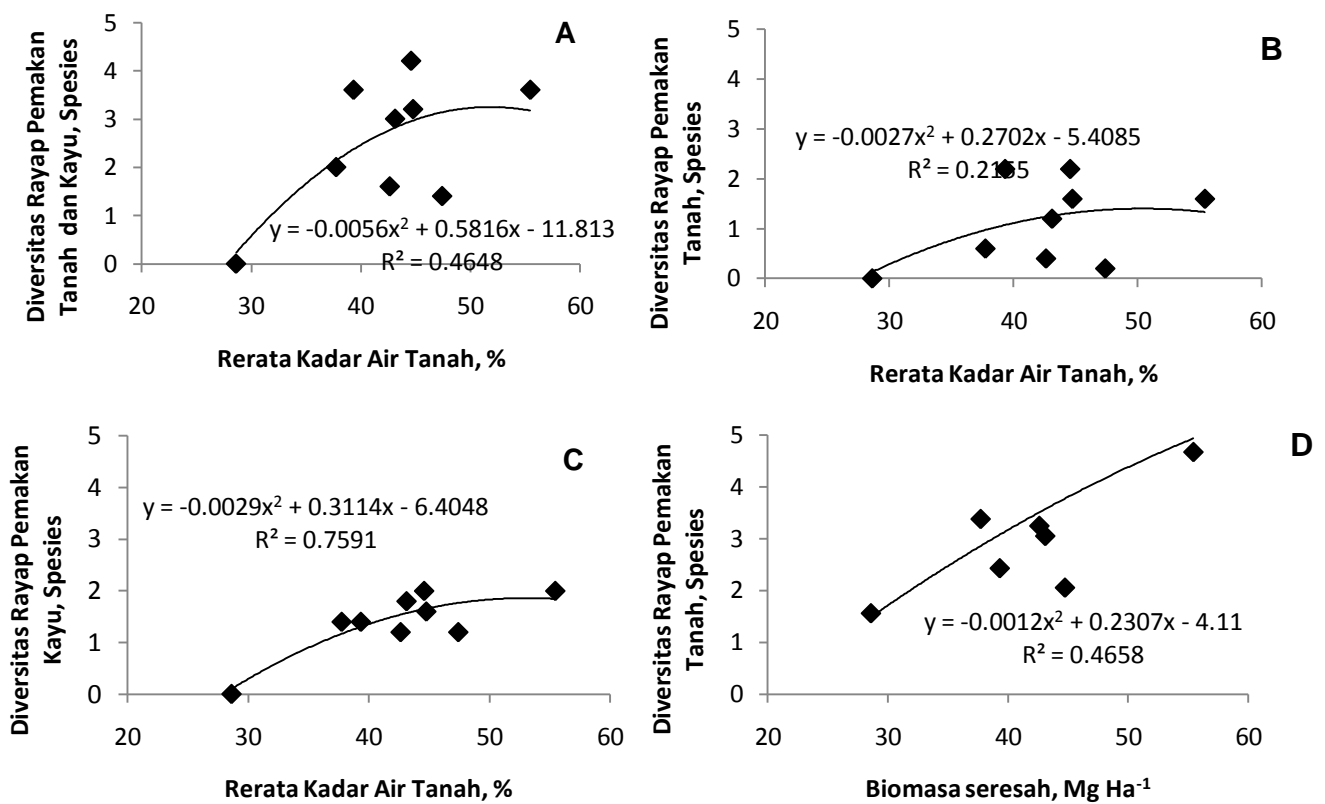 A
Diversitas Rayap Pemakan
Tanah dan Kayu, Spesies
5
4
3
2
1
0
y = -0.0056x² + 0.5816x - 11.813
R² = 0.4648
20 30 40 50 60
Rerata Kadar Air Tanah, %
B
Diversitas Rayap Pemakan
Tanah, Spesies
5
4
3
2
1
0
y = -0.0027x² + 0.2702x - 5.4085
R² = 0.2155
20 30 40 50 60
Rerata Kadar Air Tanah, %
C
Diversitas Rayap Pemakan
Kayu, Spesies
5
4
3
2
1
0
y = -0.0029x² + 0.3114x - 6.4048
R² = 0.7591
20 30 40 50 60
Rerata Kadar Air Tanah, %
D
Diversitas Rayap Pemakan
Tanah, Spesies
5
4
3
2
1
0
y = -0.0012x² + 0.2307x - 4.11
R² = 0.4658
20 30 40 50 60
Biomasa seresah, Mg Ha⁻¹